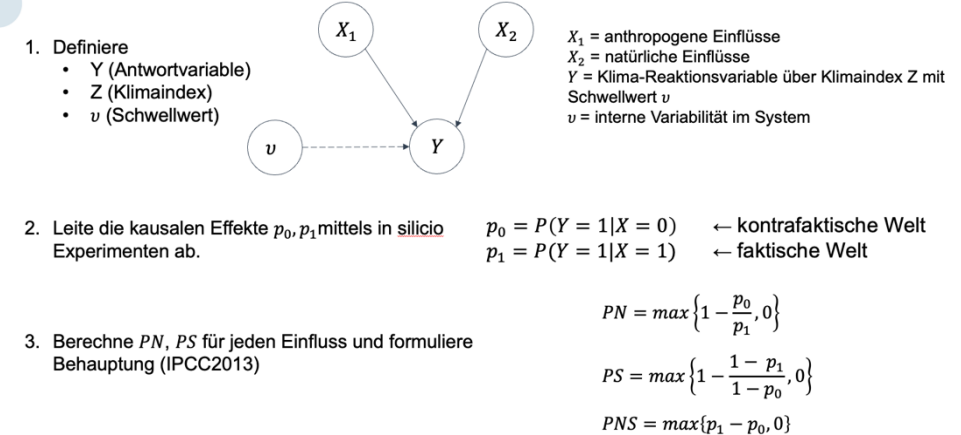 1. Definiere
• Y (Antwortvariable)
• Z (Klimaindex)
• υ (Schwellwert)
X₁
X₂
υ
Y
X₁ = anthropogene Einflüsse
X₂ = natürliche Einflüsse
Y = Klima-Reaktionsvariable über Klimaindex Z mit
Schwellwert υ
υ = interne Variabilität im System
2. Leite die kausalen Effekte p₀, p₁ mittels in silicio
Experimenten ab.
p₀ = P(Y = 1|X = 0) ← kontrafaktische Welt
p₁ = P(Y = 1|X = 1) ← faktische Welt
3. Berechne PN, PS für jeden Einfluss und formuliere
Behauptung (IPCC2013)
PN = max{1 − p₀/p₁, 0}
PS = max{1 − (1 − p₁)/(1 − p₀), 0}
PNS = max{p₁ − p₀, 0}